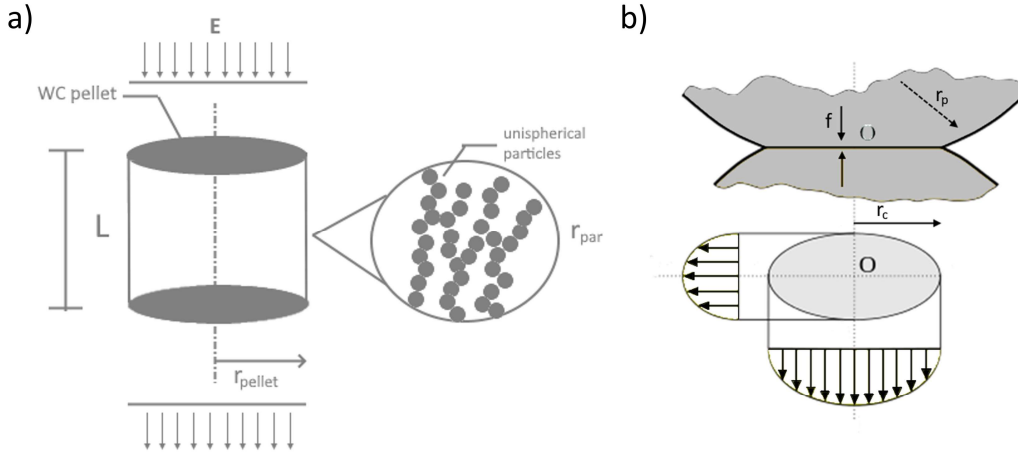 a)
E
WC pellet
L
unispherical
particles
r_par
r_pellet
b)
r_p
f
O
r_c
O